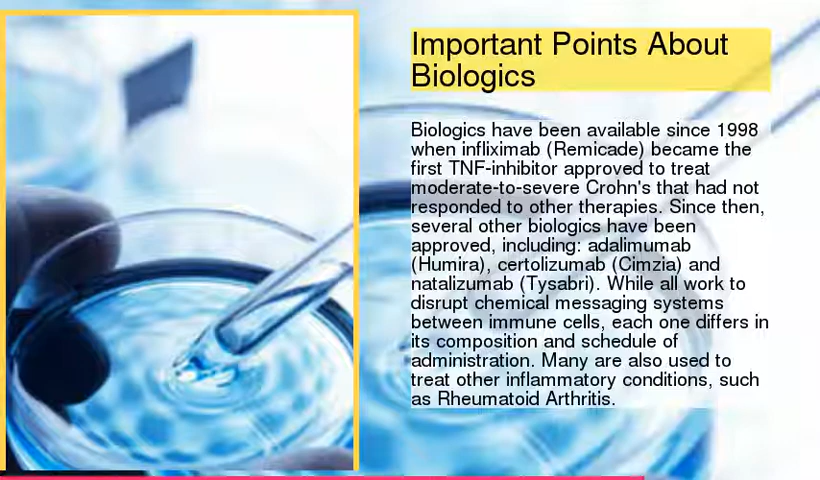 Important Points About
Biologics
Biologics have been available since 1998
when infliximab (Remicade) became the
first TNF-inhibitor approved to treat
moderate-to-severe Crohn's that had not
responded to other therapies. Since then,
several other biologics have been
approved, including: adalimumab
(Humira), certolizumab (Cimzia) and
natalizumab (Tysabri). While all work to
disrupt chemical messaging systems
between immune cells, each one differs in
its composition and schedule of
administration. Many are also used to
treat other inflammatory conditions, such
as Rheumatoid Arthritis.